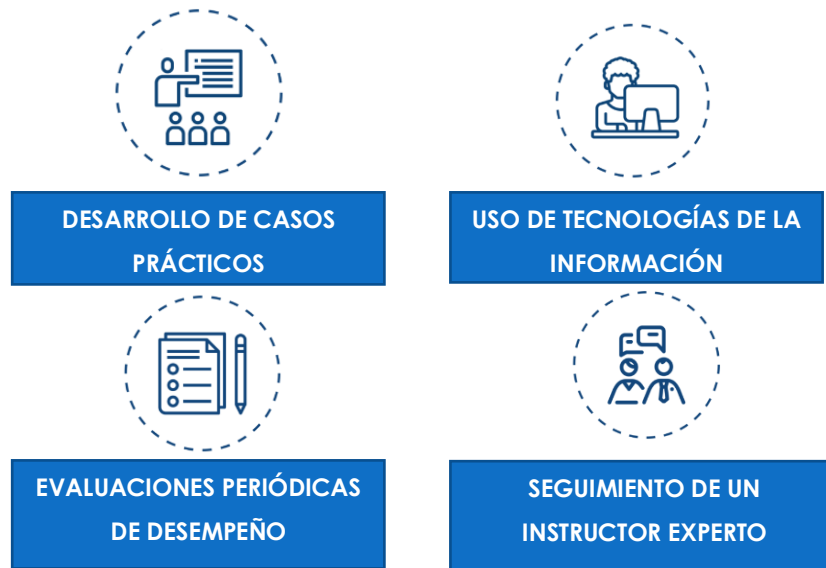 DESARROLLO DE CASOS
PRÁCTICOS
USO DE TECNOLOGÍAS DE LA
INFORMACIÓN
EVALUACIONES PERIÓDICAS
DE DESEMPEÑO
SEGUIMIENTO DE UN
INSTRUCTOR EXPERTO